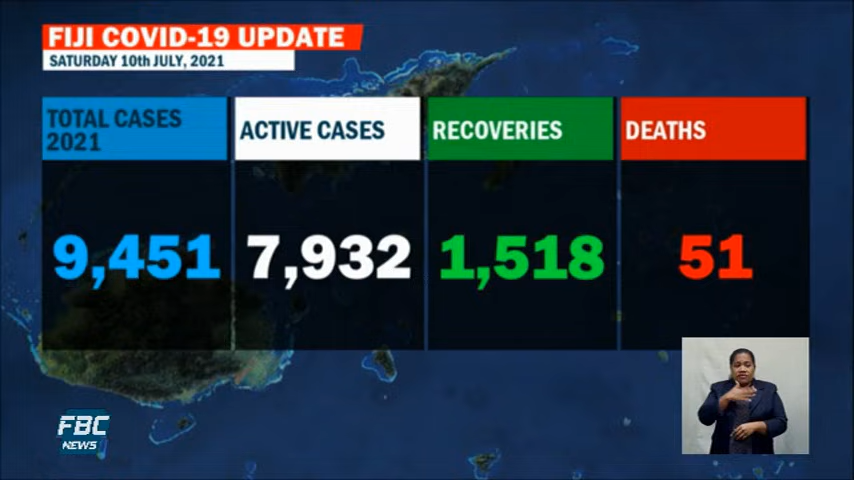 FIJI COVID-19 UPDATE
SATURDAY 10th JULY, 2021
TOTAL CASES
2021
ACTIVE CASES
RECOVERIES
DEATHS
9,451
7,932
1,518
51
FBC
NEWS